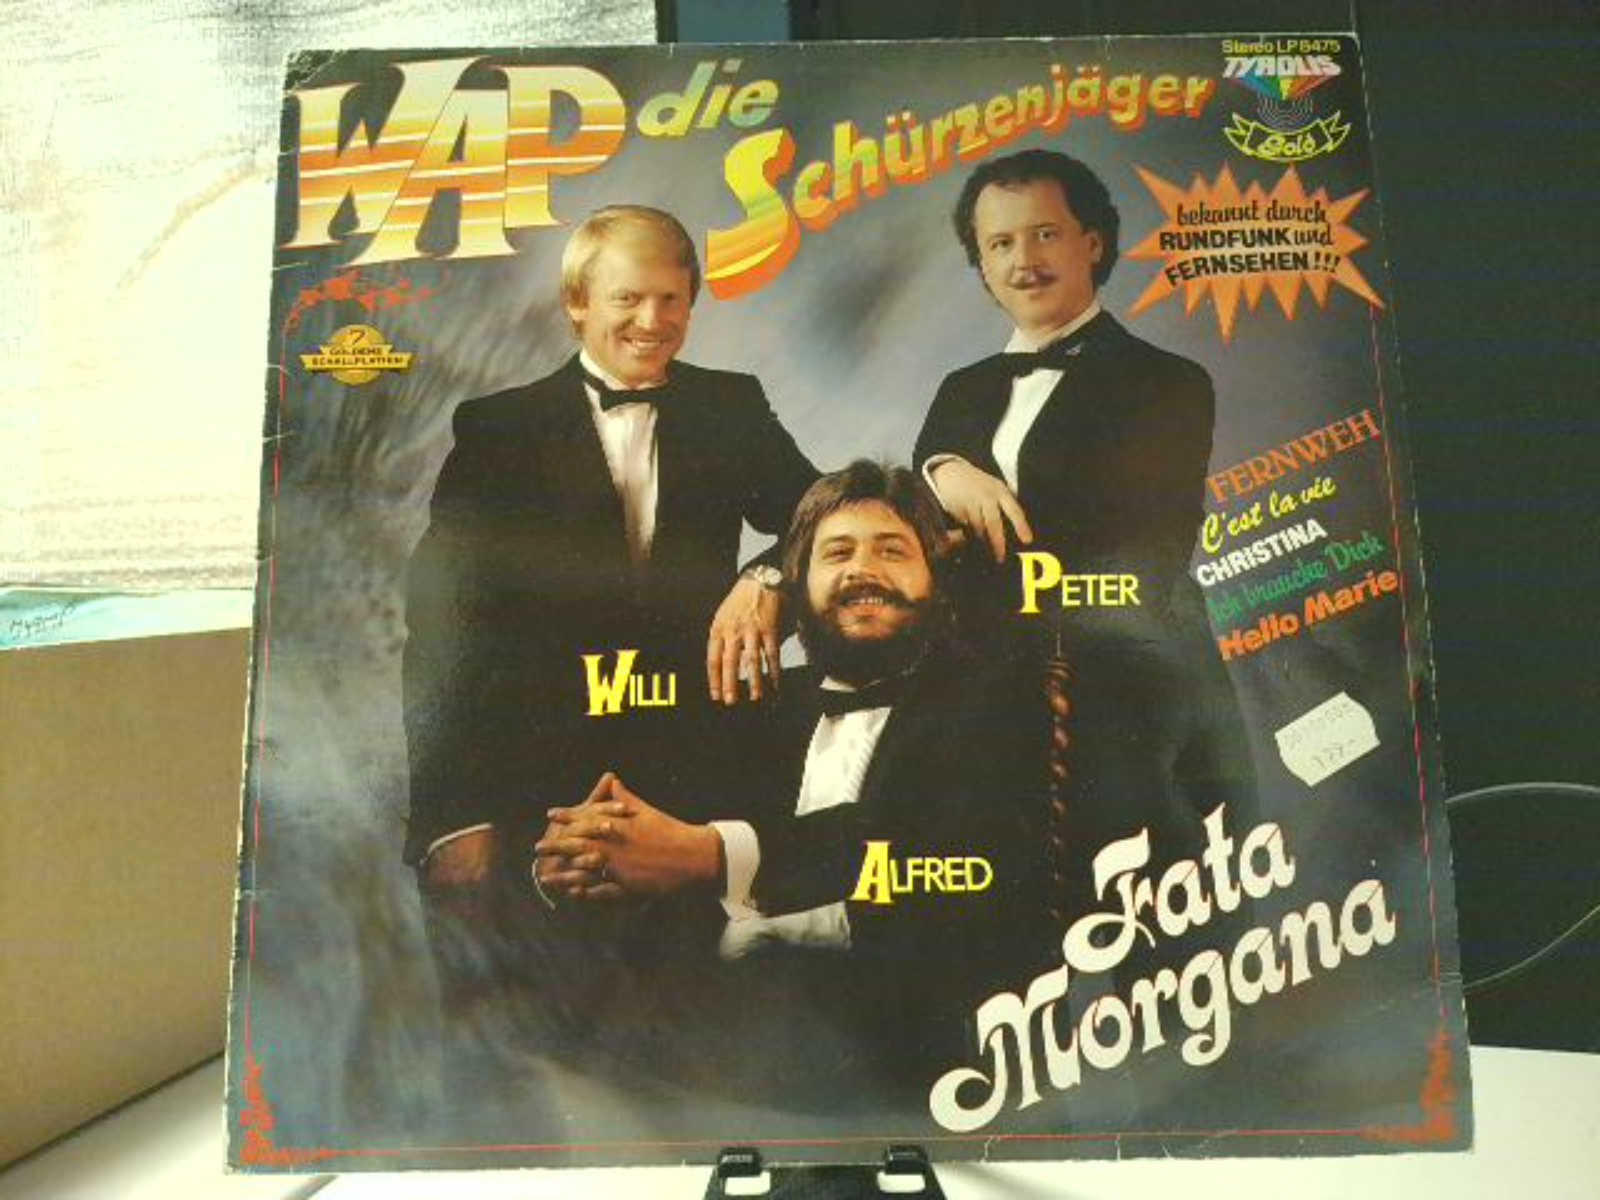 WAP die Schürzenjäger
Stereo LP 8475
TYROLIS
Gold
bekannt durch
RUNDFUNK und
FERNSEHEN!!!
7
GOLDENE
SCHALLPLATTEN
FERNWEH
C'est la vie
CHRISTINA
Ich brauche Dich
Hello Marie
PETER
WILLI
ALFRED
Fata
Morgana